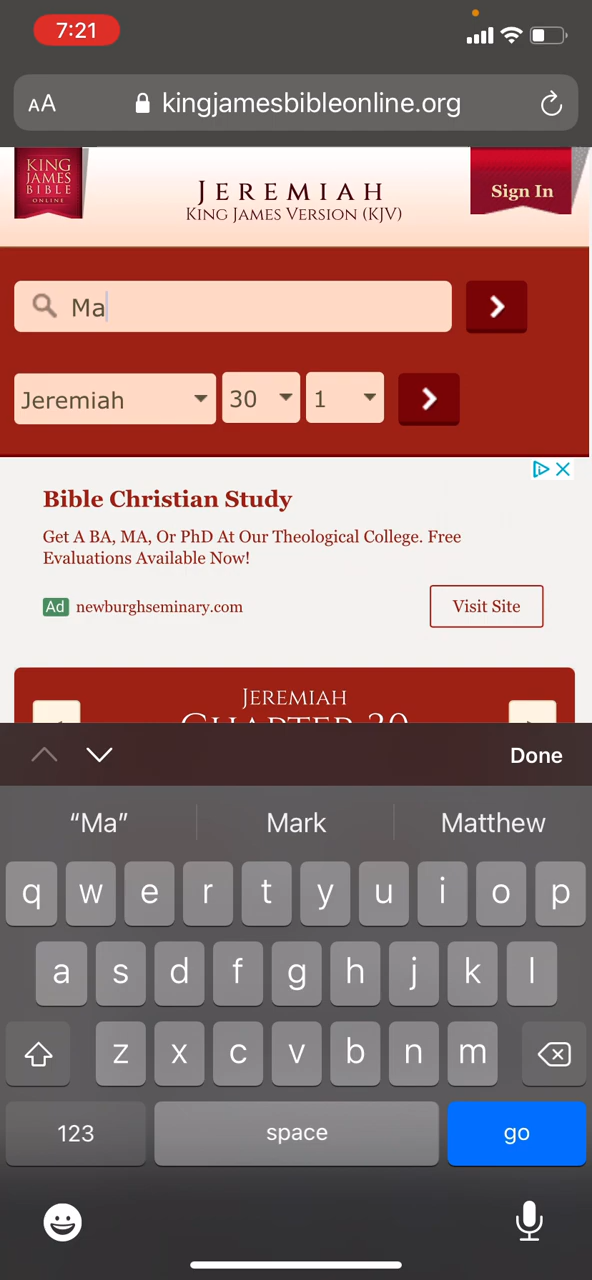 7:21
AA kingjamesbibleonline.org
KING
JAMES
BIBLE
ONLINE
JEREMIAH
KING JAMES VERSION (KJV)
Sign In
Ma
Jeremiah 30 1
Bible Christian Study
Get A BA, MA, Or PhD At Our Theological College. Free
Evaluations Available Now!
Ad newburghseminary.com
Visit Site
JEREMIAH
CHAPTER 30
Done
“Ma” Mark Matthew
q w e r t y u i o p
a s d f g h j k l
z x c v b n m
123 space go